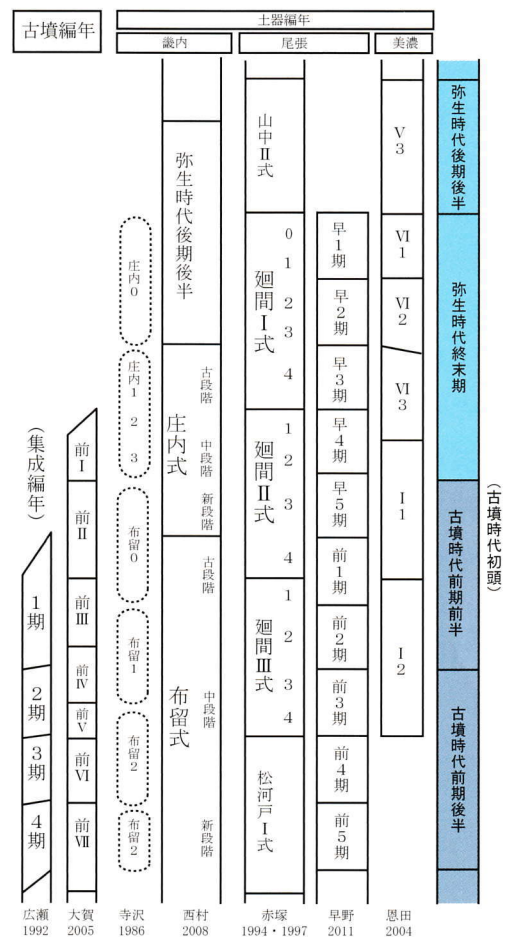 古墳編年
土器編年
畿内
尾張
美濃
(集成編年)
1期
2期
3期
4期
前Ⅰ
前Ⅱ
前Ⅲ
前Ⅳ
前Ⅴ
前Ⅵ
前Ⅶ
庄内0
庄内1
2
3
布留0
布留1
布留2
布留2
弥生時代後期後半
庄内式
古段階
中段階
新段階
布留式
古段階
中段階
新段階
山中Ⅱ式
廻間Ⅰ式
0
1
2
3
4
廻間Ⅱ式
1
2
3
4
廻間Ⅲ式
1
2
3
4
松河戸Ⅰ式
早1期
早2期
早3期
早4期
早5期
前1期
前2期
前3期
前4期
前5期
Ⅴ3
Ⅵ1
Ⅵ2
Ⅵ3
Ⅰ1
Ⅰ2
弥生時代後期後半
弥生時代終末期
古墳時代前期前半
古墳時代前期後半
(古墳時代初頭)
広瀬
1992
大賀
2005
寺沢
1986
西村
2008
赤塚
1994・1997
早野
2011
恩田
2004